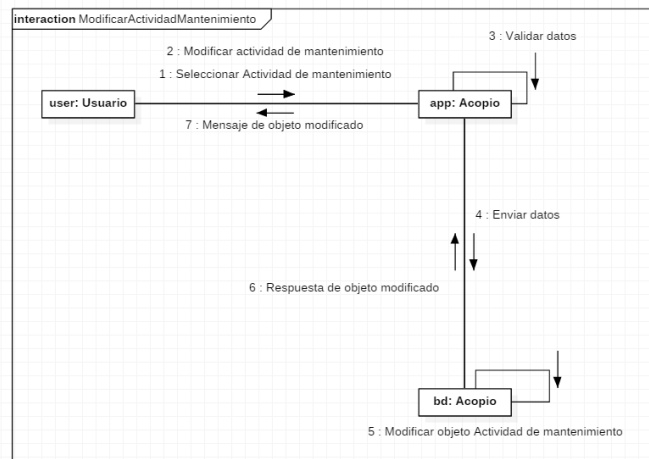 interaction ModificarActividadMantenimiento
3 : Validar datos
2 : Modificar actividad de mantenimiento
1 : Seleccionar Actividad de mantenimiento
user: Usuario
app: Acopio
7 : Mensaje de objeto modificado
4 : Enviar datos
6 : Respuesta de objeto modificado
bd: Acopio
5 : Modificar objeto Actividad de mantenimiento